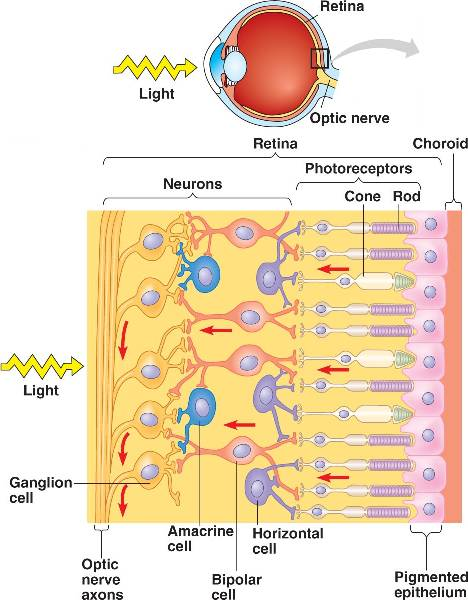 Retina
Light
Optic nerve
Retina
Choroid
Photoreceptors
Neurons
Cone
Rod
Light
Ganglion
cell
Amacrine
cell
Horizontal
cell
Optic
nerve
axons
Bipolar
cell
Pigmented
epithelium